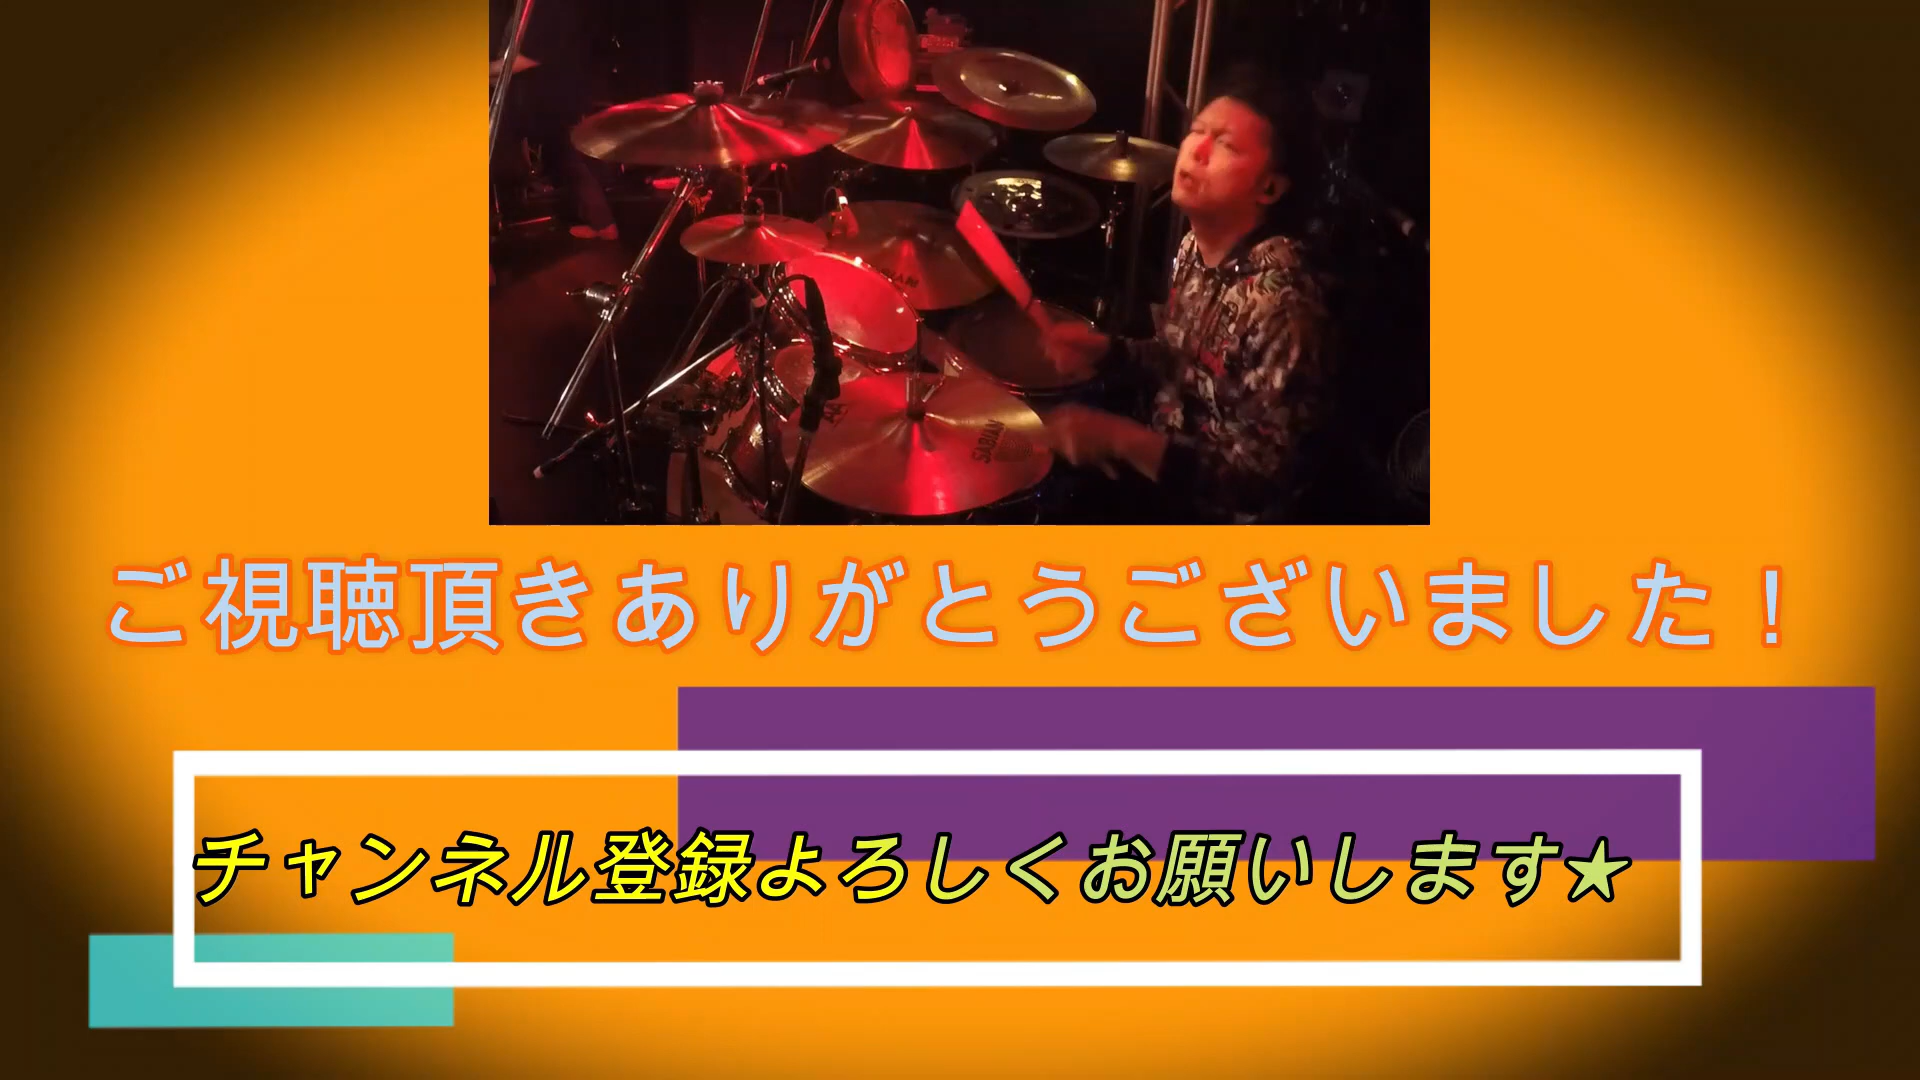 SABIAN
ご視聴頂きありがとうございました！
チャンネル登録よろしくお願いします★